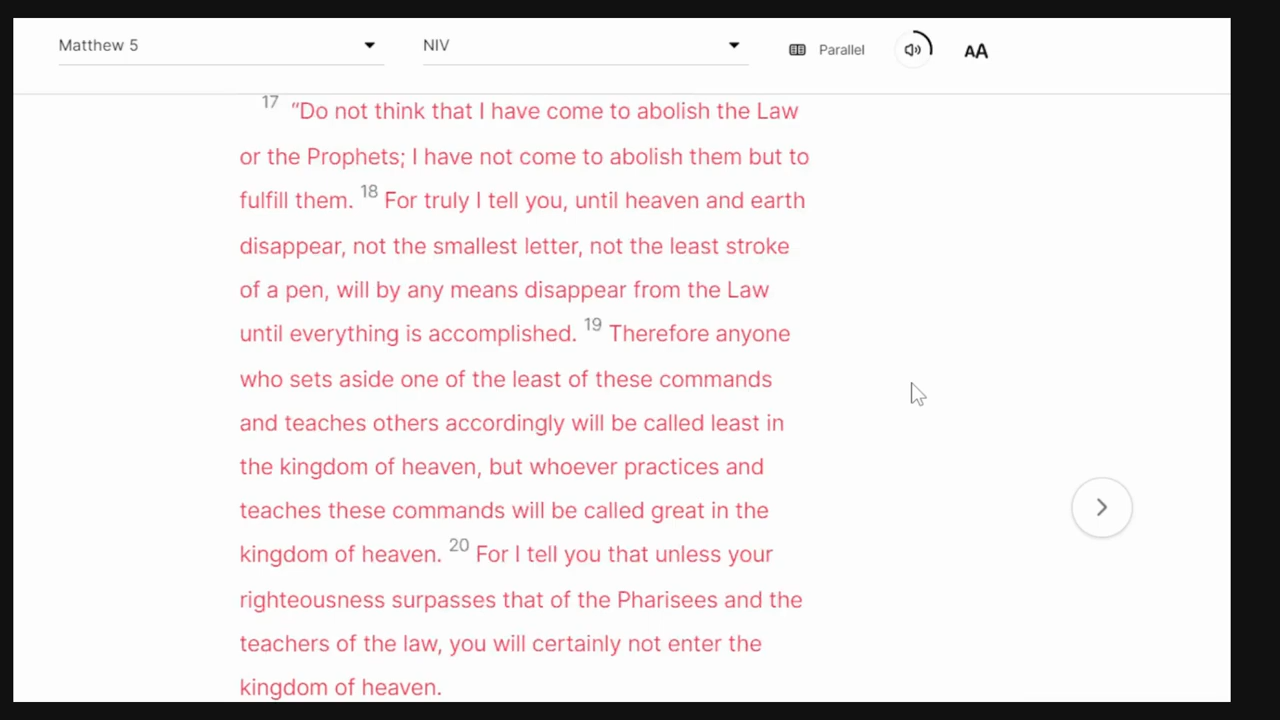 Matthew 5 NIV Parallel AA
17 “Do not think that I have come to abolish the Law
or the Prophets; I have not come to abolish them but to
fulfill them. 18 For truly I tell you, until heaven and earth
disappear, not the smallest letter, not the least stroke
of a pen, will by any means disappear from the Law
until everything is accomplished. 19 Therefore anyone
who sets aside one of the least of these commands
and teaches others accordingly will be called least in
the kingdom of heaven, but whoever practices and
teaches these commands will be called great in the
kingdom of heaven. 20 For I tell you that unless your
righteousness surpasses that of the Pharisees and the
teachers of the law, you will certainly not enter the
kingdom of heaven.